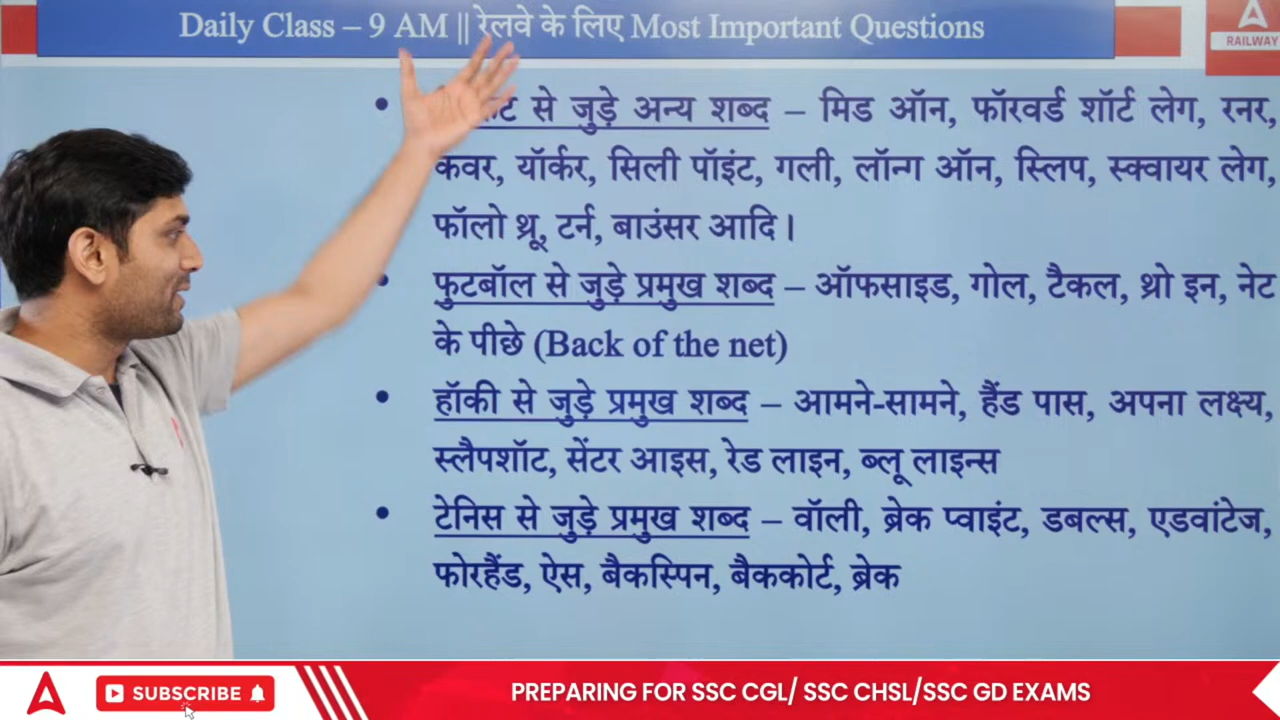 Daily Class – 9 AM || रेलवे के लिए Most Important Questions
RAILWAY
से जुड़े अन्य शब्द – मिड ऑन, फॉरवर्ड शॉर्ट लेग, रनर,
कवर, यॉर्कर, सिली पॉइंट, गली, लॉन्ग ऑन, स्लिप, स्क्वायर लेग,
फॉलो थ्रू, टर्न, बाउंसर आदि।
फुटबॉल से जुड़े प्रमुख शब्द – ऑफसाइड, गोल, टैकल, थ्रो इन, नेट
के पीछे (Back of the net)
हॉकी से जुड़े प्रमुख शब्द – आमने-सामने, हैंड पास, अपना लक्ष्य,
स्लैपशॉट, सेंटर आइस, रेड लाइन, ब्लू लाइन्स
टेनिस से जुड़े प्रमुख शब्द – वॉली, ब्रेक प्वाइंट, डबल्स, एडवांटेज,
फोरहैंड, ऐस, बैकस्पिन, बैककोर्ट, ब्रेक
SUBSCRIBE
PREPARING FOR SSC CGL/ SSC CHSL/SSC GD EXAMS